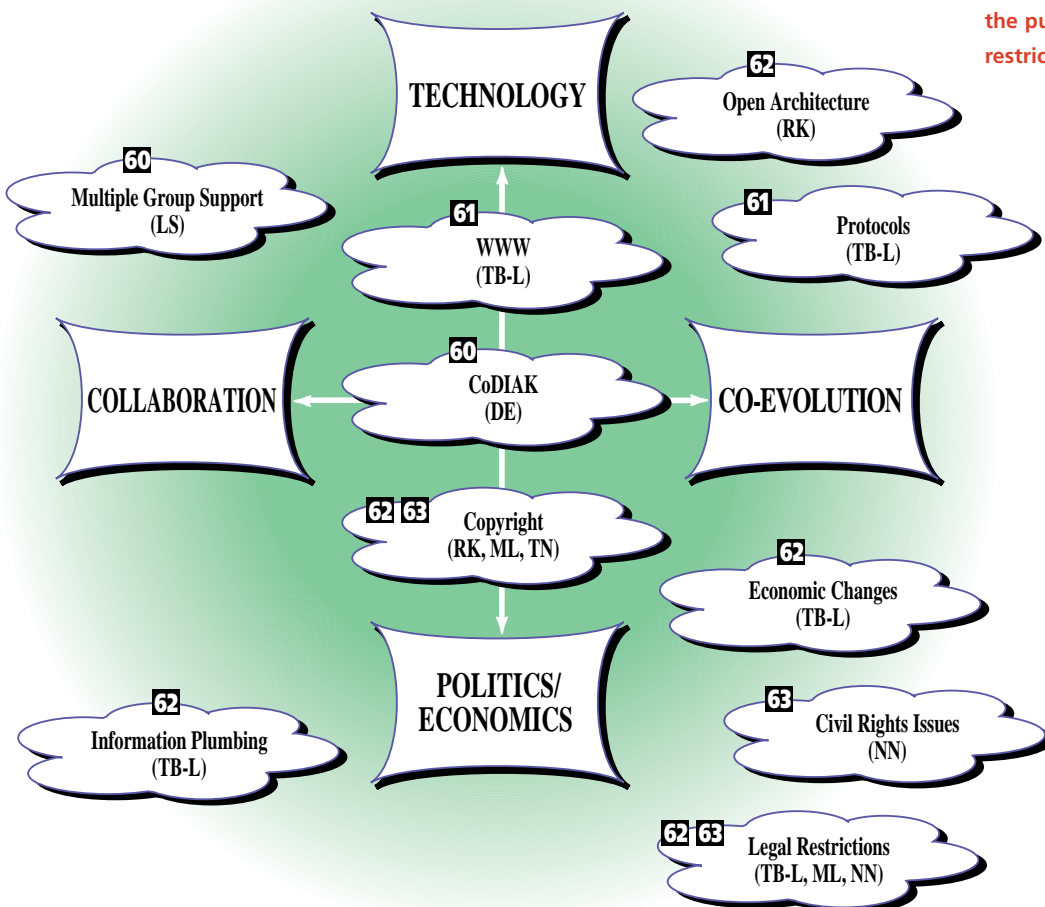 the pu
restric
TECHNOLOGY
62
Open Architecture
(RK)
60
Multiple Group Support
(LS)
61
WWW
(TB-L)
61
Protocols
(TB-L)
COLLABORATION
60
CoDIAK
(DE)
CO-EVOLUTION
62 63
Copyright
(RK, ML, TN)
62
Economic Changes
(TB-L)
POLITICS/
ECONOMICS
62
Information Plumbing
(TB-L)
63
Civil Rights Issues
(NN)
62 63
Legal Restrictions
(TB-L, ML, NN)